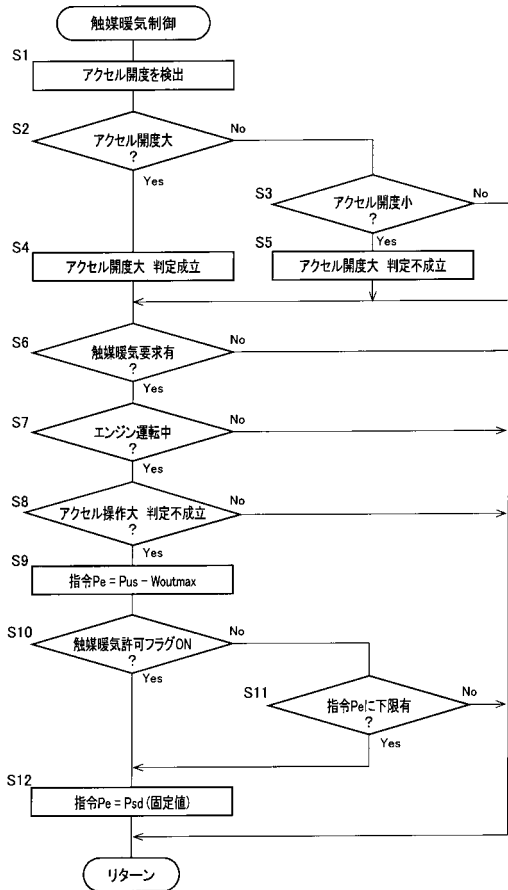 触媒暖気制御
S1
アクセル開度を検出
S2
アクセル開度大
?
No
Yes
S3
アクセル開度小
?
No
Yes
S4
アクセル開度大 判定成立
S5
アクセル開度大 判定不成立
S6
触媒暖気要求有
?
No
Yes
S7
エンジン運転中
?
No
Yes
S8
アクセル操作大 判定不成立
?
No
Yes
S9
指令Pe = Pus - Woutmax
S10
触媒暖気許可フラグON
?
No
Yes
S11
指令Peに下限有
?
No
Yes
S12
指令Pe = Psd (固定値)
リターン